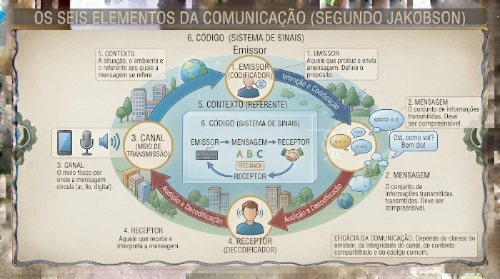 OS SEIS ELEMENTOS DA COMUNICAÇÃO (SEGUNDO JAKOBSON)
6. CÓDIGO (SISTEMA DE SINAIS)
Emissor
5. CONTEXTO
A situação, o ambiente e
o referente aos quais a
mensagem se refere
1. EMISSOR
(CODIFICADOR)
1. EMISSOR
Aquele que produz e envia
a mensagem. Define o
propósito.
Intenção e Codificação
5. CONTEXTO (REFERENTE)
6. CÓDIGO (SISTEMA DE SINAIS)
EMISSOR → MENSAGEM → RECEPTOR
A B C
FEEDBACK
RECEPTOR
2. MENSAGEM
O conjunto de informações
transmitidas. Deve
ser compreensível.
Olá, como vai?
Bom dia!
3. CANAL
(MEIO DE
TRANSMISSÃO)
3. CANAL
O meio físico por
onde a mensagem
circula (ar, fio, digital).
2. MENSAGEM
O conjunto de informações
transmitidas.
transmitidas. Deve ser
compreensível.
Audição e Decodificação
Audição e Decodificação
4. RECEPTOR
Aquele que recebe e
interpreta a mensagem.
4. RECEPTOR
(DECODIFICADOR)
EFICÁCIA DA COMUNICAÇÃO: Depende da clareza do
emissor, da integridade do canal, do contexto
compartilhado e do código comum.